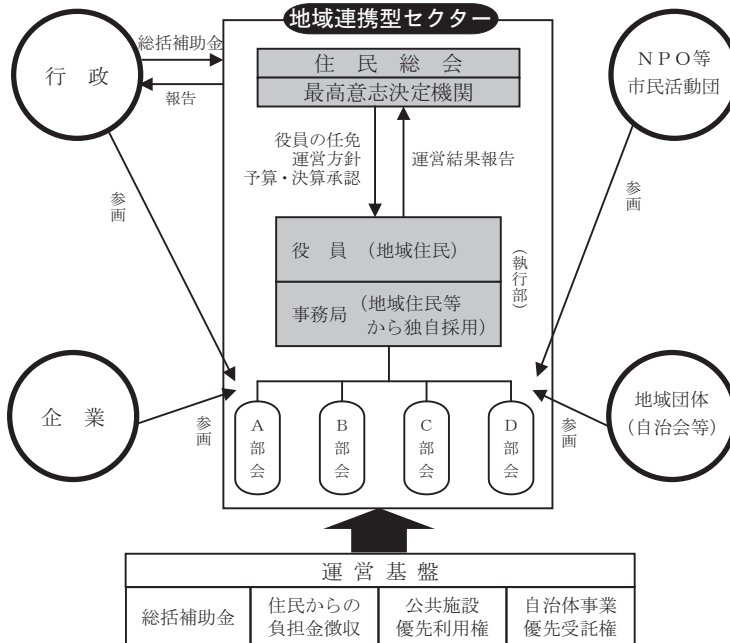 地域連携型セクター
行　政
総括補助金
報告
住　民　総　会
最高意志決定機関
ＮＰＯ等
市民活動団
役員の任免
運営方針
予算・決算承認
運営結果報告
参画
参画
役　員　（地域住民）
事務局　（地域住民等
から独自採用）
（執行部）
企　業
参画
A部会
B部会
C部会
D部会
参画
地域団体
（自治会等）
運　営　基　盤
総括補助金
住民からの
負担金徴収
公共施設
優先利用権
自治体事業
優先受託権